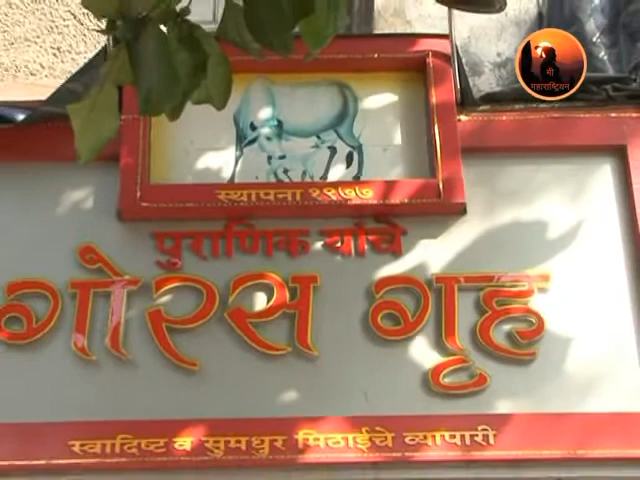 मी
महाराष्ट्रियन
स्थापना १९७७
पुराणिक यांचे
गोरस गृह
स्वादिष्ट व सुमधुर मिठाईचे व्यापारी